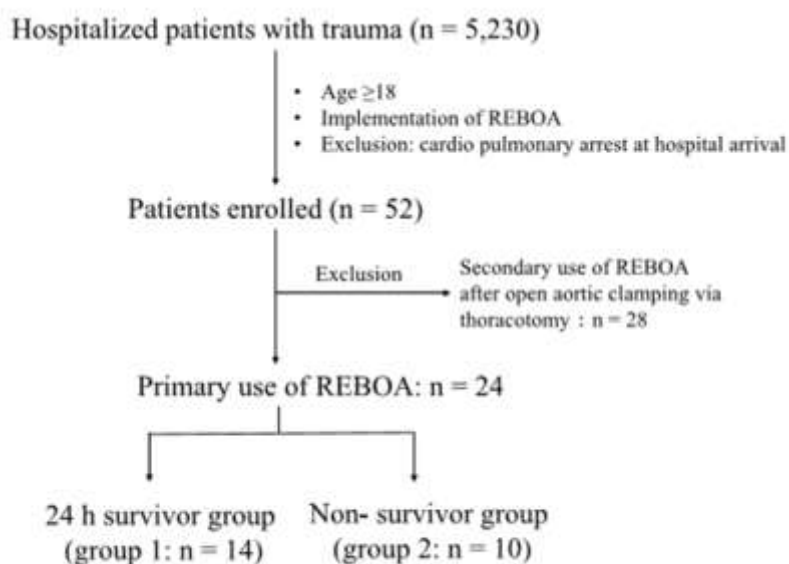 Hospitalized patients with trauma (n = 5,230)
• Age ≥18
• Implementation of REBOA
• Exclusion: cardio pulmonary arrest at hospital arrival
Patients enrolled (n = 52)
Exclusion
Secondary use of REBOA
after open aortic clamping via
thoracotomy : n = 28
Primary use of REBOA: n = 24
24 h survivor group
(group 1: n = 14)
Non- survivor group
(group 2: n = 10)